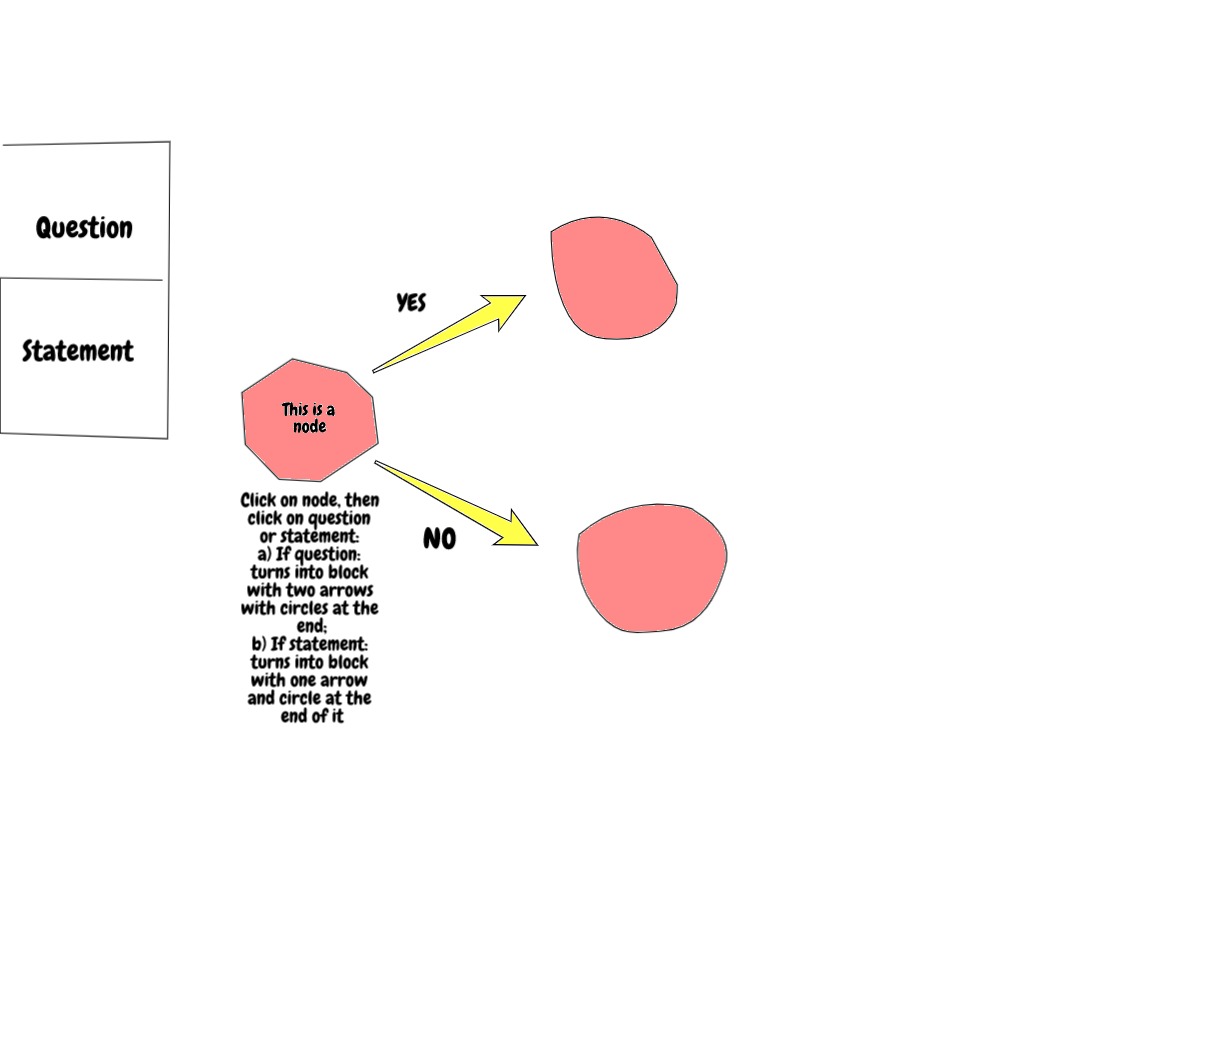 Question
Statement
YES
This is a
node
NO
Click on node, then
click on question
or statement:
a) If question:
turns into block
with two arrows
with circles at the
end;
b) If statement:
turns into block
with one arrow
and circle at the
end of it